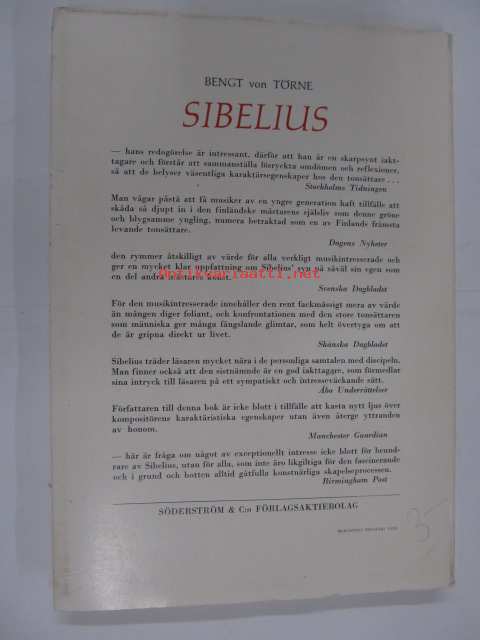 BENGT von TÖRNE
SIBELIUS
— hans redogörelse är intressant, därför att han är en skarpsynt iakt-
tagare och förstår att sammanställa försryckta omdömen och reflexioner,
så att de belyser väsentliga karaktärsegenskaper hos den tonsättare . . .
Stockholms Tidningen
Man vågar påstå att få musiker av en yngre generation haft tillfälle att
skåda så djupt in i den finländske mästarens själsliv som denne gröne
och blygsamme yngling, numera betraktad som en av Finlands främsta
levande tonsättare.
Dagens Nyheter
den rymmer åtskilligt av värde för alla verkligt musikintresserade och
ger en mycket klar uppfattning om Sibelius' syn på såväl sin egen som
en del andra mästares konst.
Antikvariaatti.net
Svenska Dagbladet
För den musikintresserade innehåller den rent fackmässigt mera av värde
än mången diger foliant, och konfrontationen med den store tonsättaren
som människa ger många fängslande glimtar, som helt övertyga om att
de är gripna direkt ur livet.
Skånska Dagbladet
Sibelius träder läsaren mycket nära i de personliga samtalen med discipeln.
Man finner också att den sistnämnde är en god iakttagare, som förmedlar
sina intryck till läsaren på ett sympatiskt och intresseväckande sätt.
Åbo Underrättelser
Författaren till denna bok är icke blott i tillfälle att kasta nytt ljus över
kompositörens karaktäristiska egenskaper utan även återge yttranden
av honom.
Manchester Guardian
— här är fråga om något av exceptionellt intresse icke blott för beund-
rare av Sibelius, utan för alla, som inte äro likgiltiga för den fascinerande
och i grund och botten alltid gåtfulla konstnärliga skapelseprocessen.
Birmingham Post
SÖDERSTRÖM & C:o FÖRLAGSAKTIEBOLAG
3-